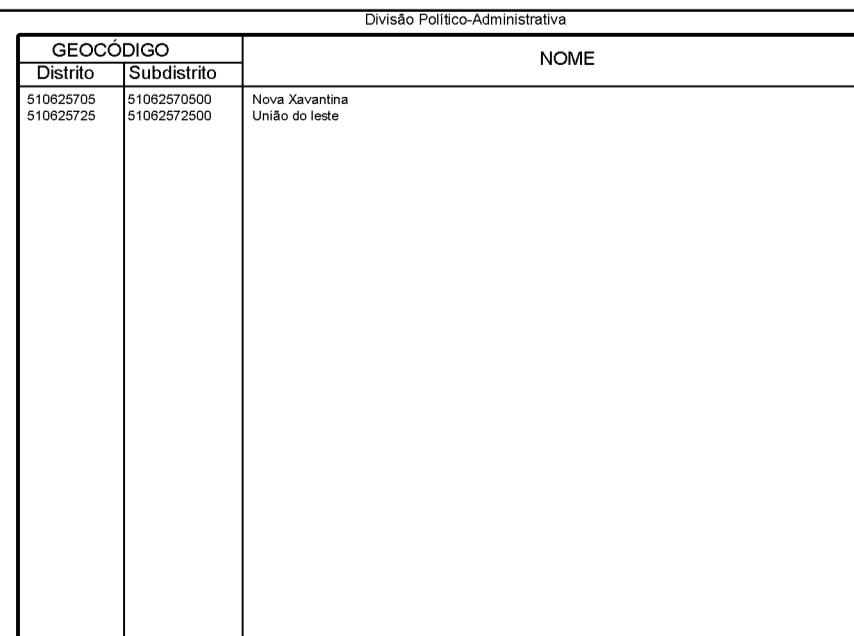 Divisão Político-Administrativa
GEOCÓDIGO
NOME
Distrito Subdistrito
510625705 51062570500 Nova Xavantina
510625725 51062572500 União do leste